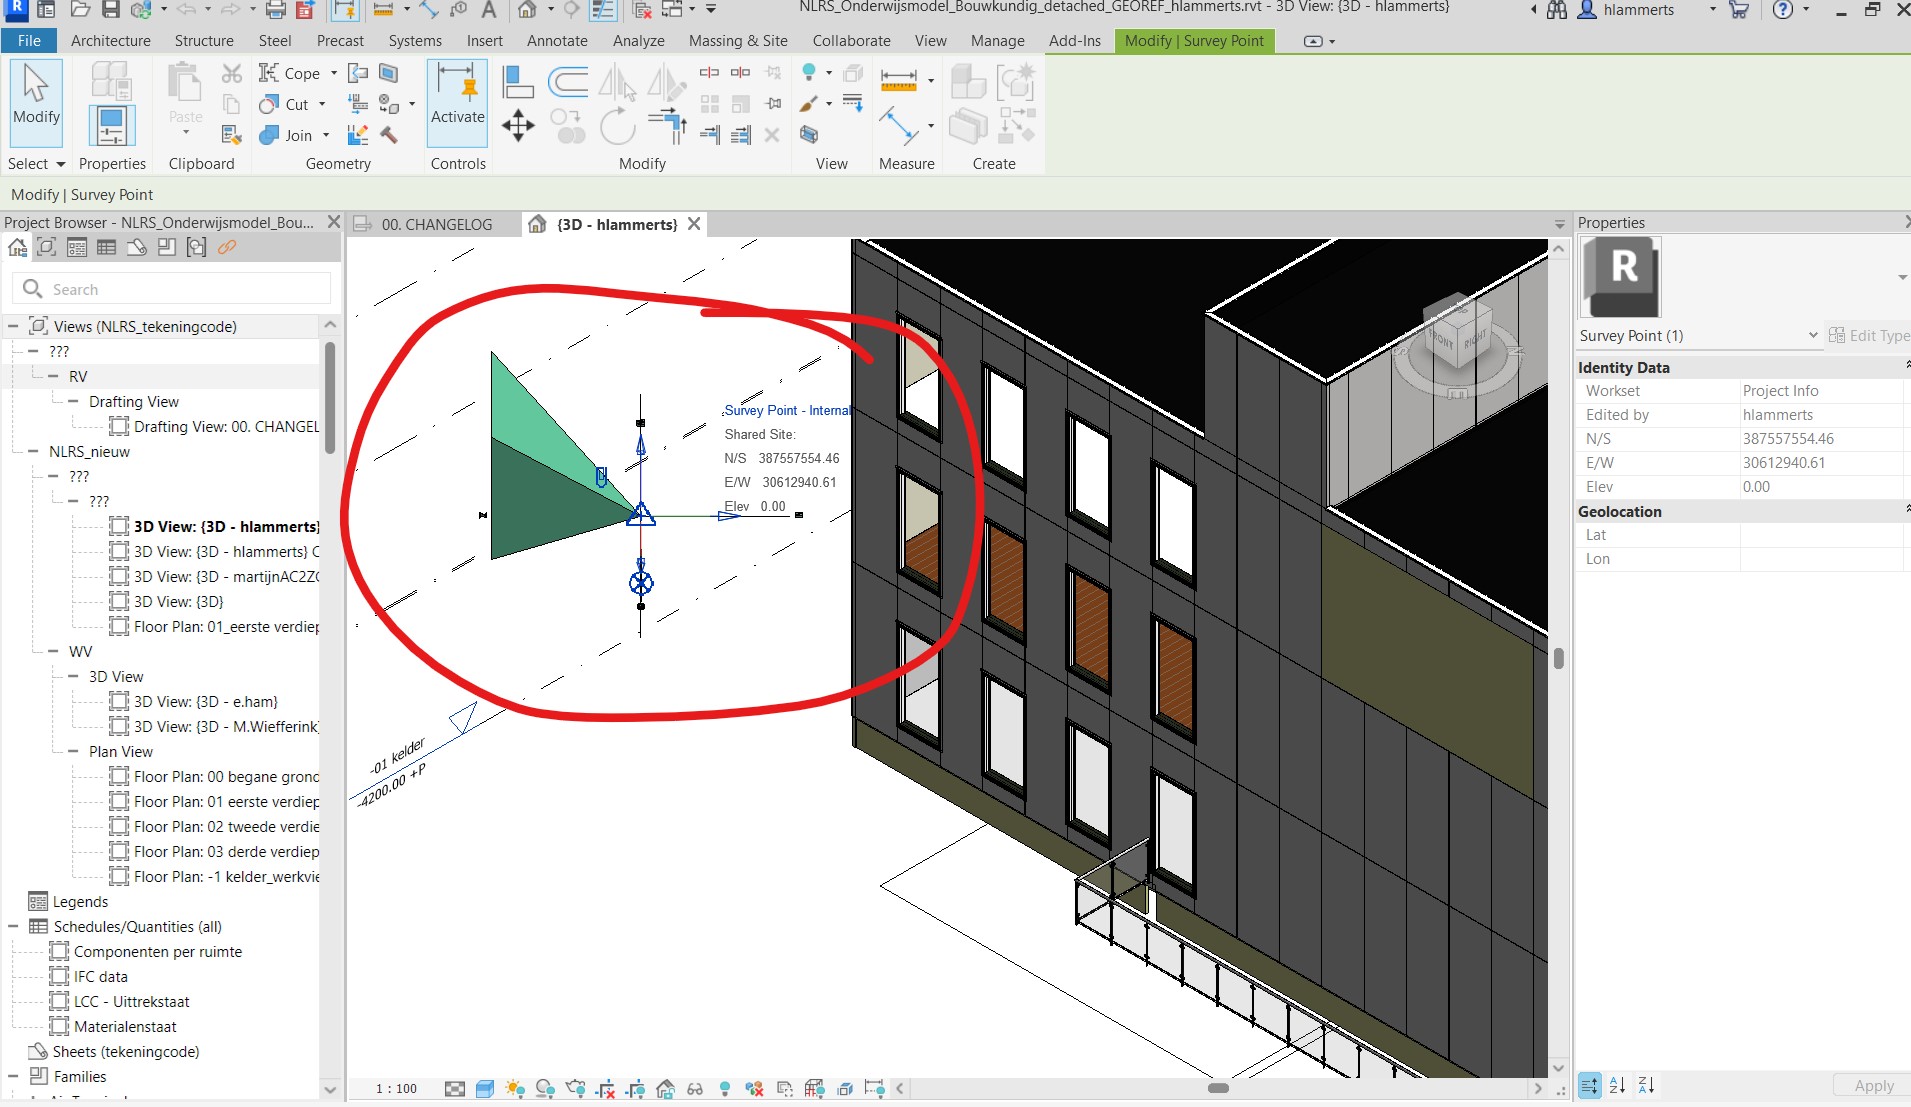 NLRS_Onderwijsmodel_Bouwkundig_detached_GEOREF_hlammerts.rvt - 3D View: {3D - hlammerts}
hlammerts
File Architecture Structure Steel Precast Systems Insert Annotate Analyze Massing & Site Collaborate View Manage Add-Ins Modify | Survey Point
Modify
Paste
Cope
Cut
Join
Activate
Select Properties Clipboard Geometry Controls Modify View Measure Create
Modify | Survey Point
Project Browser - NLRS_Onderwijsmodel_Bou...
00. CHANGELOG
{3D - hlammerts}
Search
Views (NLRS_tekeningcode)
???
RV
Drafting View
Drafting View: 00. CHANGEL
NLRS_nieuw
???
???
3D View: {3D - hlammerts}
3D View: {3D - hlammerts} C
3D View: {3D - martijnAC2Z
3D View: {3D}
Floor Plan: 01_eerste verdiep
WV
3D View
3D View: {3D - e.ham}
3D View: {3D - M.Wiefferink
Plan View
Floor Plan: 00 begane grond
Floor Plan: 01 eerste verdiep
Floor Plan: 02 tweede verdie
Floor Plan: 03 derde verdiep
Floor Plan: -1 kelder_werkvie
Legends
Schedules/Quantities (all)
Componenten per ruimte
IFC data
LCC - Uittrekstaat
Materialenstaat
Sheets (tekeningcode)
Families
Survey Point - Internal
Shared Site:
N/S 387557554.46
E/W 30612940.61
Elev 0.00
-01 kelder
-4200.00 +P
FRONT
RIGHT
1 : 100
Properties
R
Survey Point (1)
Edit Type
Identity Data
Workset Project Info
Edited by hlammerts
N/S 387557554.46
E/W 30612940.61
Elev 0.00
Geolocation
Lat
Lon
Apply